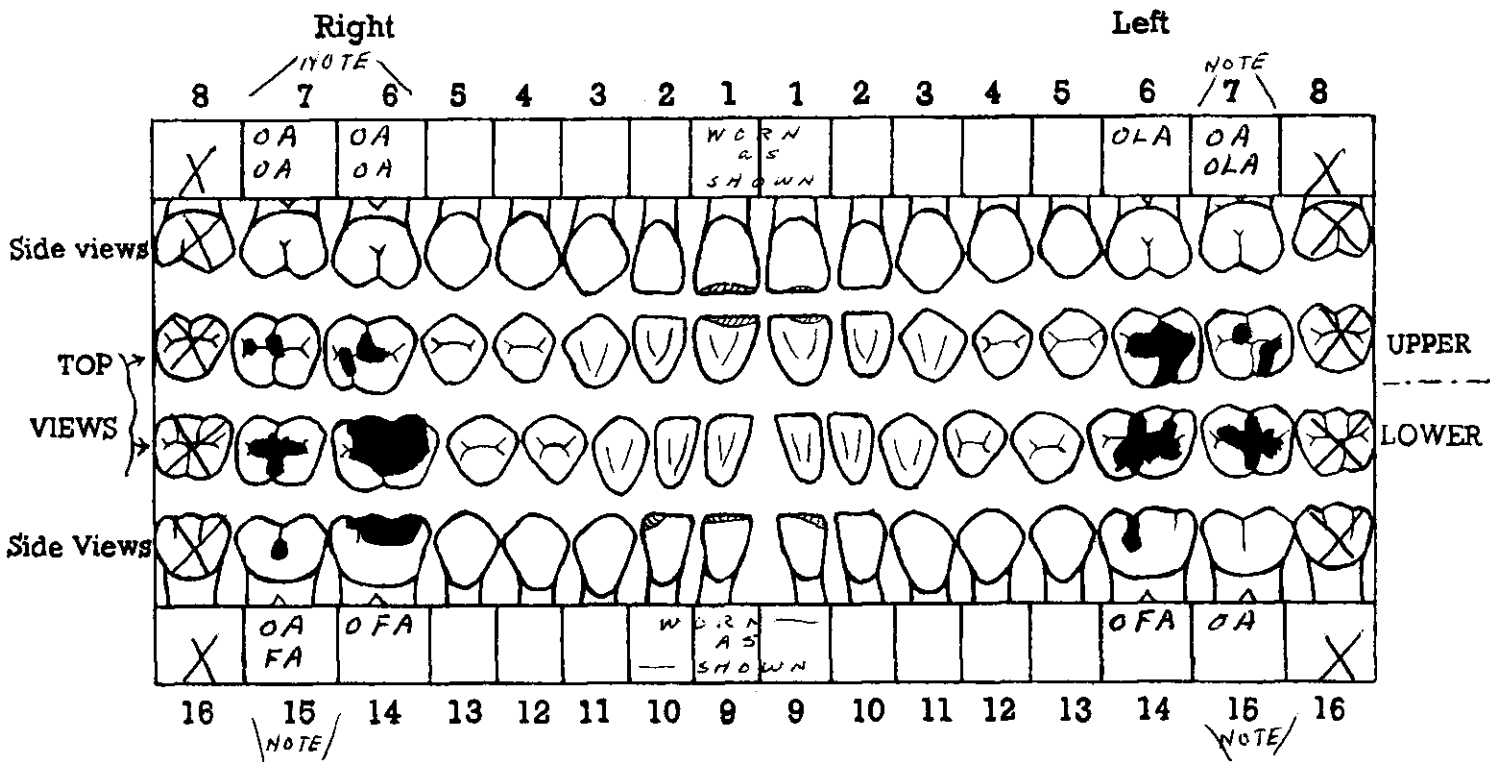 Right Left
NOTE NOTE
8 7 6 5 4 3 2 1 1 2 3 4 5 6 7 8
X OA OA WORN OLA OA X
OA OA as OLA
SHOWN
Side views
TOP UPPER
VIEWS LOWER
Side Views
X OA OFA WORN OFA OA X
FA AS
SHOWN
16 15 14 13 12 11 10 9 9 10 11 12 13 14 15 16
NOTE NOTE